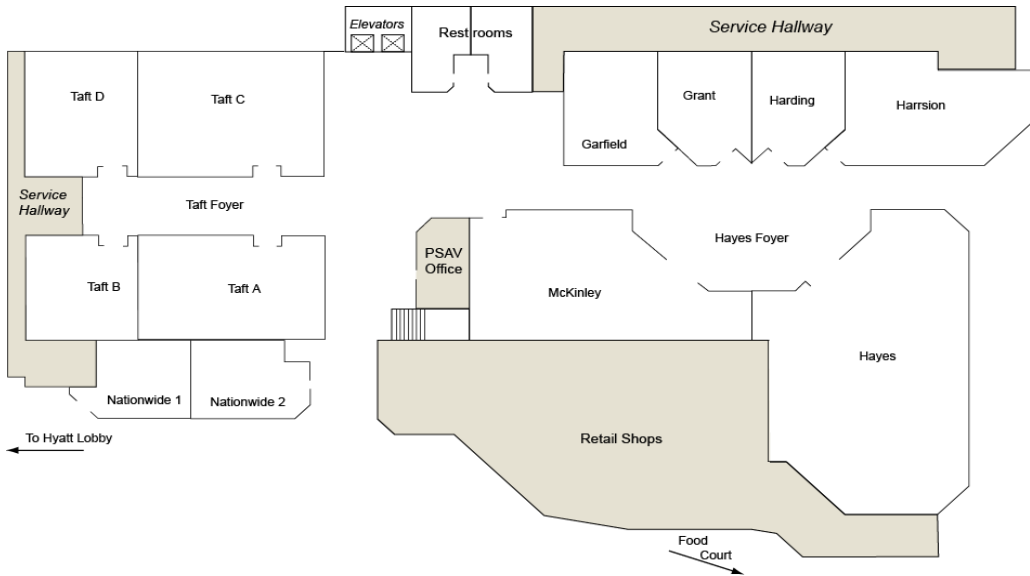 Elevators
Rest rooms
Service Hallway
Taft D
Taft C
Grant
Harding
Harrsion
Garfield
Service
Hallway
Taft Foyer
Hayes Foyer
PSAV
Office
Taft B
Taft A
McKinley
Hayes
Nationwide 1
Nationwide 2
To Hyatt Lobby
Retail Shops
Food
Court